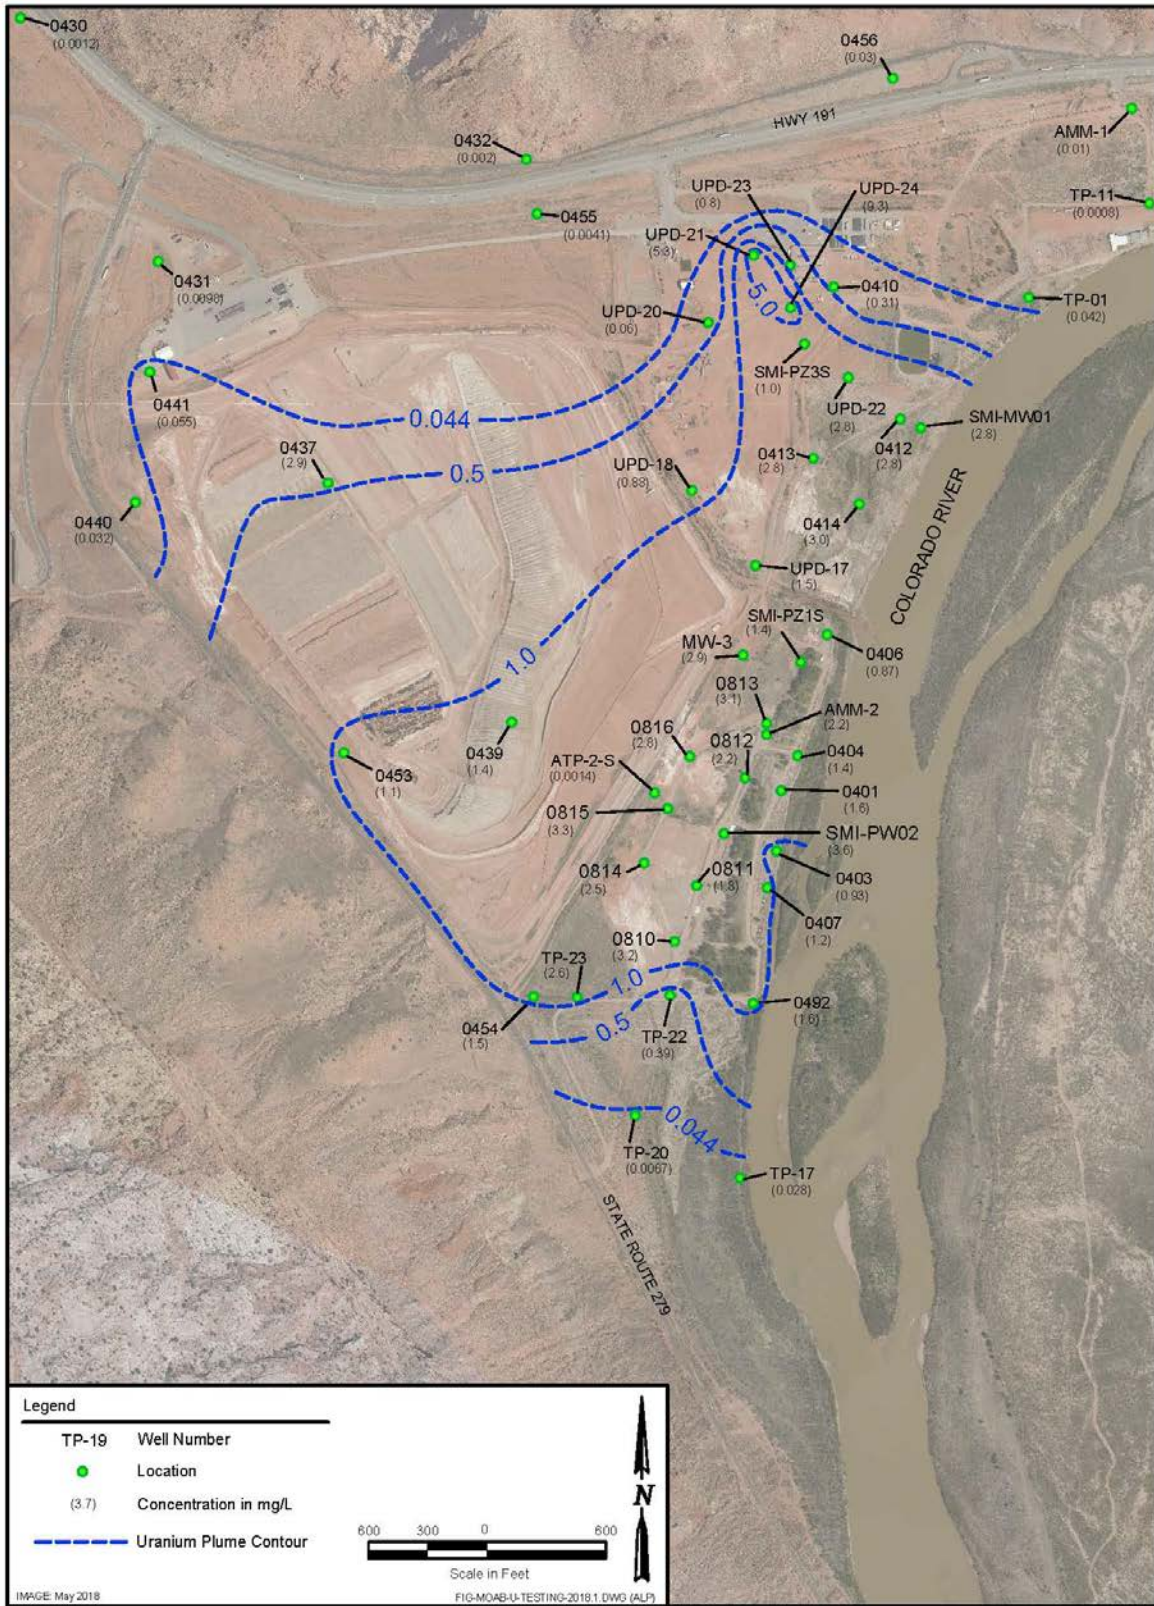 0430
(0.0012)
0456
(0.03)
HWY 191
AMM-1
(0.01)
0432
(0.002)
UPD-23
(0.8)
UPD-24
(9.3)
TP-11
(0.0008)
0455
(0.0041)
UPD-21
(5.3)
0431
(0.0098)
5.0
0410
(0.31)
TP-01
(0.042)
UPD-20
(0.06)
SMI-PZ3S
(1.0)
0441
(0.055)
0.044
UPD-22
(2.8)
SMI-MW01
(2.8)
0412
(2.8)
0437
(2.9)
0.5
UPD-18
(0.88)
0413
(2.8)
0440
(0.032)
0414
(3.0)
UPD-17
(1.5)
COLORADO RIVER
SMI-PZ1S
(1.4)
MW-3
(2.9)
0406
(0.87)
1.0
0813
(3.1)
AMM-2
(2.2)
0816
(2.8)
0812
(2.2)
0439
(1.4)
0404
(1.4)
0453
(1.1)
ATP-2-S
(0.0014)
0401
(1.6)
0815
(3.3)
SMI-PW02
(3.6)
0814
(2.5)
0811
(1.8)
0403
(0.93)
0407
(1.2)
0810
(3.2)
TP-23
(2.6)
1.0
0454
(1.5)
0.5
TP-22
(0.39)
0492
(1.6)
0.044
TP-20
(0.0067)
TP-17
(0.028)
STATE ROUTE 279
Legend
TP-19 Well Number
Location
(3.7) Concentration in mg/L
Uranium Plume Contour
N
600 300 0 600
Scale in Feet
IMAGE: May 2018
FIG-MOAB-U-TESTING-2018.1.DWG (ALP)